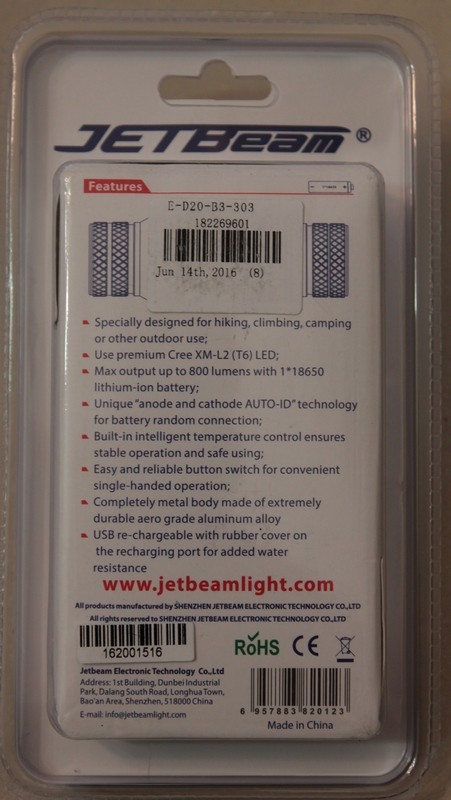 JETBeam®
Features
E-D20-B3-303
182269601
Jun 14th, 2016 (8)
Specially designed for hiking, climbing, camping
or other outdoor use;
Use premium Cree XM-L2 (T6) LED;
Max output up to 800 lumens with 1*18650
lithium-ion battery;
Unique "anode and cathode AUTO-ID" technology
for battery random connection;
Built-in intelligent temperature control ensures
stable operation and safe using;
Easy and reliable button switch for convenient
single-handed operation;
Completely metal body made of extremely
durable aero grade aluminum alloy
USB re-chargeable with rubber cover on
the recharging port for added water
resistance
www.jetbeamlight.com
All products manufactured by SHENZHEN JETBEAM ELECTRONIC TECHNOLOGY CO.,LTD
All rights reserved to SHENZHEN JETBEAM ELECTRONIC TECHNOLOGY CO.,LTD
162001516
RoHS CE
Jetbeam Electronic Technology Co.,Ltd
Address: 1st Building, Dunbei Industrial
Park, Dalang South Road, Longhua Town,
Bao'an Area, Shenzhen, 518000 China
E-mail: info@jetbeamlight.com
6 957883 820123
Made in China